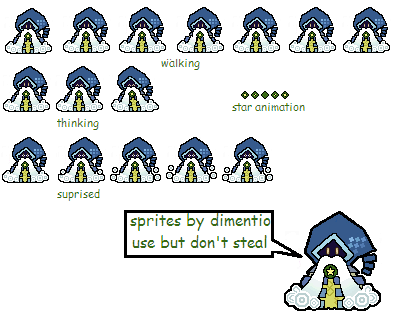 walking
star animation
thinking
suprised
sprites by dimentio
use but don't steal